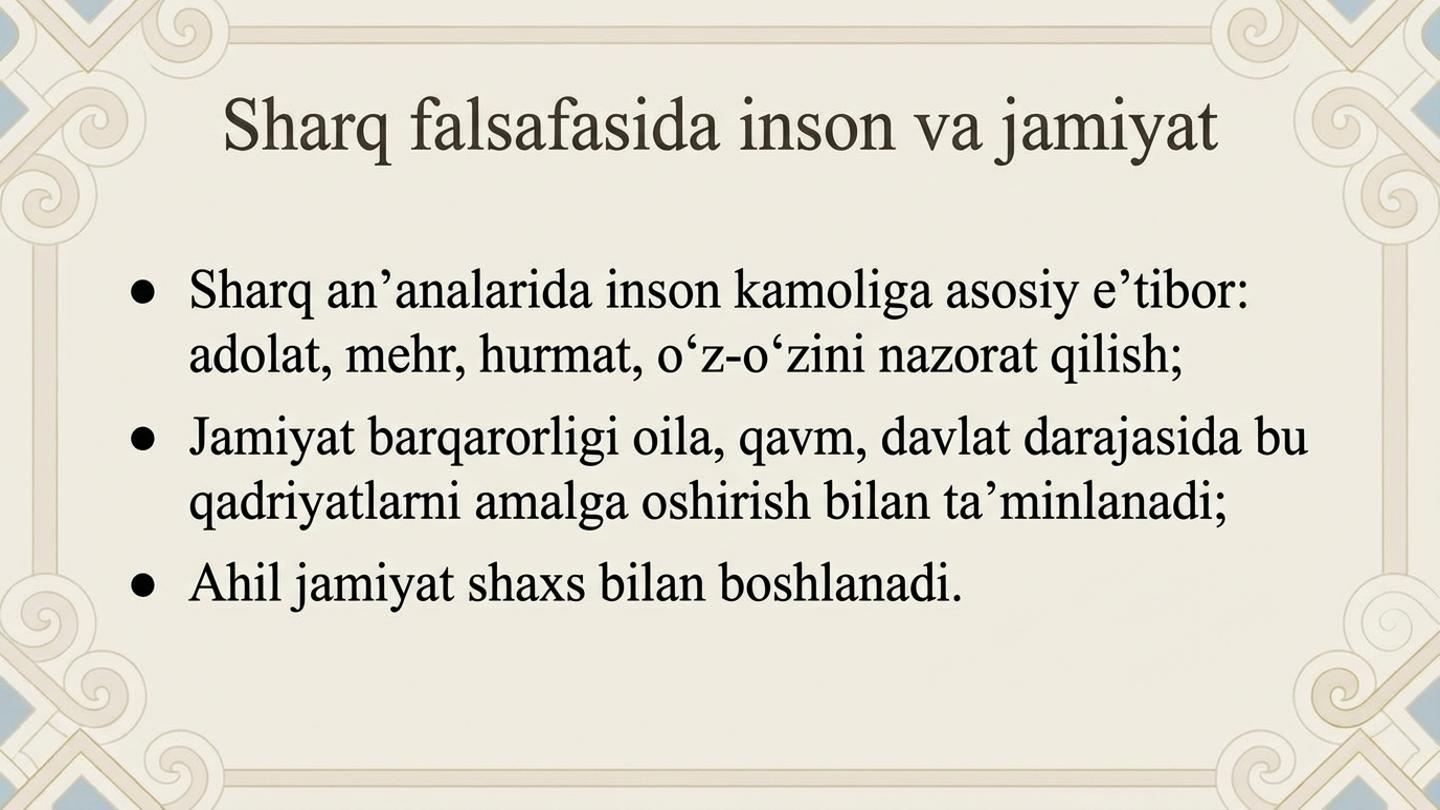 Sharq falsafasida inson va jamiyat
● Sharq an’analarida inson kamoliga asosiy e’tibor:
adolat, mehr, hurmat, o‘z-o‘zini nazorat qilish;
● Jamiyat barqarorligi oila, qavm, davlat darajasida bu
qadriyatlarni amalga oshirish bilan ta’minlanadi;
● Ahil jamiyat shaxs bilan boshlanadi.